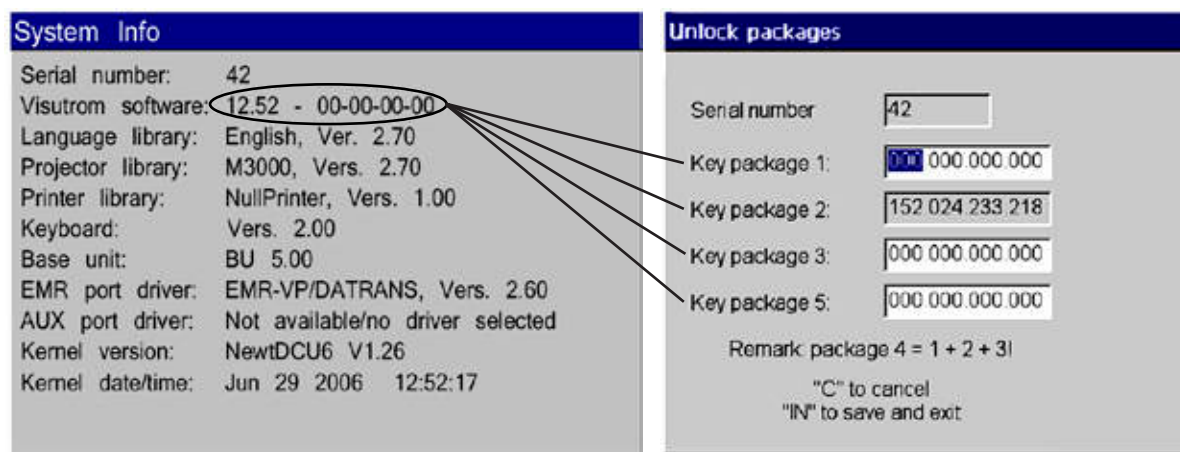 System Info
Serial number: 42
Visutrom software: 12.52 - 00-00-00-00
Language library: English, Ver. 2.70
Projector library: M3000, Vers. 2.70
Printer library: NullPrinter, Vers. 1.00
Keyboard: Vers. 2.00
Base unit: BU 5.00
EMR port driver: EMR-VP/DATRANS, Vers. 2.60
AUX port driver: Not available/no driver selected
Kernel version: NewtDCU6 V1.26
Kernel date/time: Jun 29 2006 12:52:17
Unlock packages
Serial number 42
Key package 1: 000 000.000.000
Key package 2: 152.024.233.218
Key package 3: 000.000.000.000
Key package 5: 000.000.000.000
Remark: package 4 = 1 + 2 + 3!
"C" to cancel
"IN" to save and exit